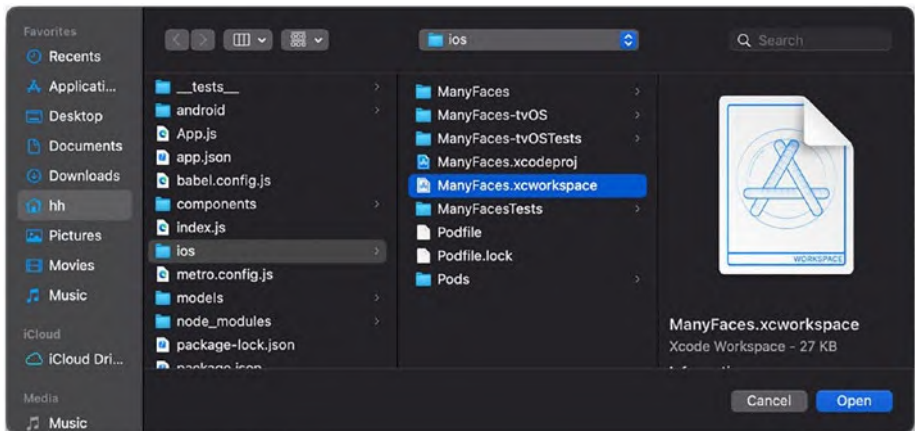 Favorites
Recents
Applicati...
Desktop
Documents
Downloads
hh
Pictures
Movies
Music
iCloud
iCloud Dri...
Media
Music
ios
Search
__tests__
android
App.js
app.json
babel.config.js
components
index.js
ios
metro.config.js
models
node_modules
package-lock.json
package.json
ManyFaces
ManyFaces-tvOS
ManyFaces-tvOSTests
ManyFaces.xcodeproj
ManyFaces.xcworkspace
ManyFacesTests
Podfile
Podfile.lock
Pods
WORKSPACE
ManyFaces.xcworkspace
Xcode Workspace - 27 KB
Cancel
Open